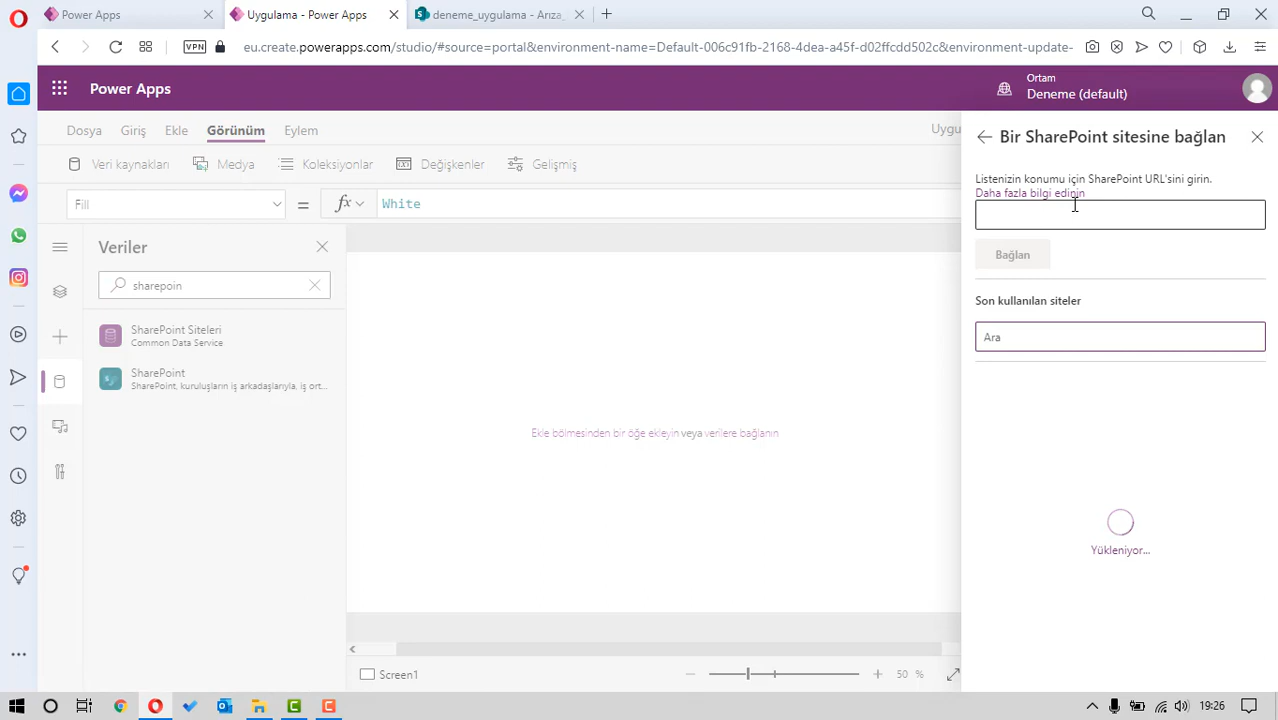 Power Apps
Uygulama - Power Apps
deneme_uygulama - Arıza_
VPN
eu.create.powerapps.com/studio/#source=portal&environment-name=Default-006c91fb-2168-4dea-a45f-d02ffcdd502c&environment-update-
Power Apps
Ortam
Deneme (default)
Dosya
Giriş
Ekle
Görünüm
Eylem
Uygu
Veri kaynakları
Medya
Koleksiyonlar
Değişkenler
Gelişmiş
Fill
=
fx
White
Veriler
sharepoin
SharePoint Siteleri
Common Data Service
SharePoint
SharePoint, kuruluşların iş arkadaşlarıyla, iş ort...
Ekle bölmesinden bir öğe ekleyin veya verilere bağlanın
Screen1
50 %
Bir SharePoint sitesine bağlan
Listenizin konumu için SharePoint URL'sini girin.
Daha fazla bilgi edinin
Bağlan
Son kullanılan siteler
Ara
Yükleniyor...
19:26